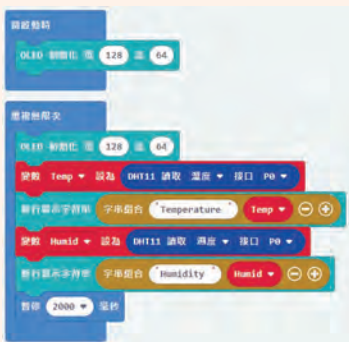 當啟動時
OLED 初始化 寬 128 高 64
重複無限次
OLED 初始化 寬 128 高 64
變數 Temp 設為 DHT11 讀取 溫度 接口 P0
新行顯示字符串 字串組合 "Temperature " Temp
變數 Humid 設為 DHT11 讀取 濕度 接口 P0
新行顯示字符串 字串組合 "Humidity " Humid
暫停 2000 毫秒